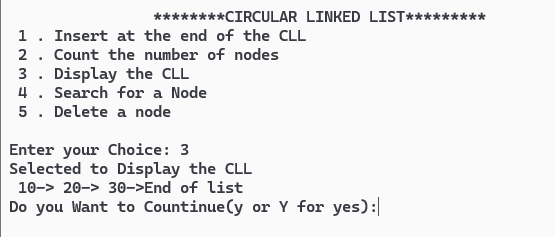 ********CIRCULAR LINKED LIST*********
1 . Insert at the end of the CLL
2 . Count the number of nodes
3 . Display the CLL
4 . Search for a Node
5 . Delete a node
Enter your Choice: 3
Selected to Display the CLL
10-> 20-> 30->End of list
Do you Want to Countinue(y or Y for yes):